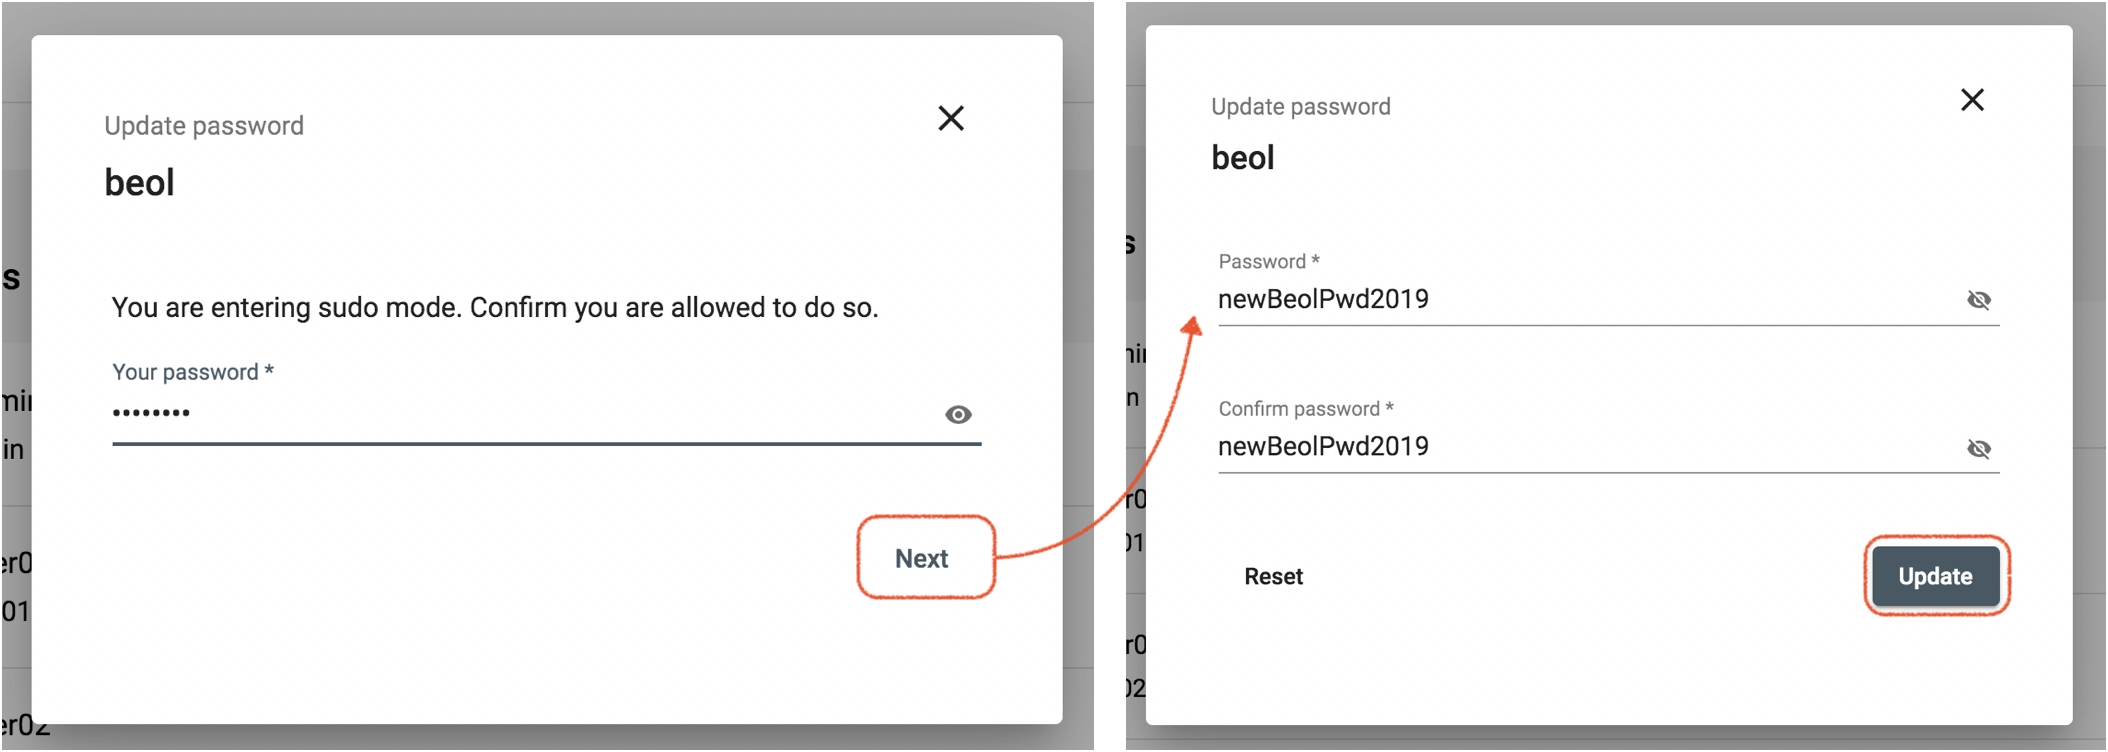 Update password
beol
You are entering sudo mode. Confirm you are allowed to do so.
Your password *
••••••••
Next
Update password
beol
Password *
newBeolPwd2019
Confirm password *
newBeolPwd2019
Reset
Update